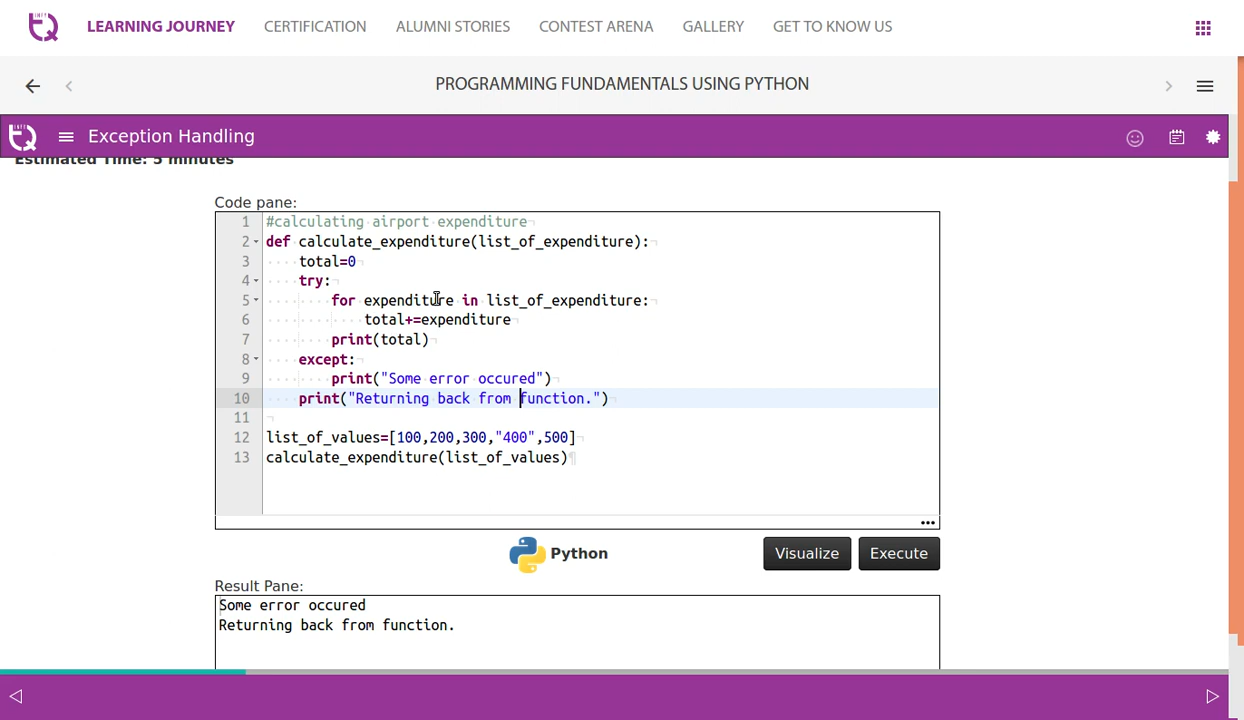 LEARNING JOURNEY CERTIFICATION ALUMNI STORIES CONTEST ARENA GALLERY GET TO KNOW US
PROGRAMMING FUNDAMENTALS USING PYTHON
Exception Handling
Estimated Time: 5 minutes
Code pane:
1 #calculating airport expenditure
2 def calculate_expenditure(list_of_expenditure):
3 total=0
4 try:
5 for expenditure in list_of_expenditure:
6 total+=expenditure
7 print(total)
8 except:
9 print("Some error occured")
10 print("Returning back from function.")
11
12 list_of_values=[100,200,300,"400",500]
13 calculate_expenditure(list_of_values)
Python
Visualize Execute
Result Pane:
Some error occured
Returning back from function.